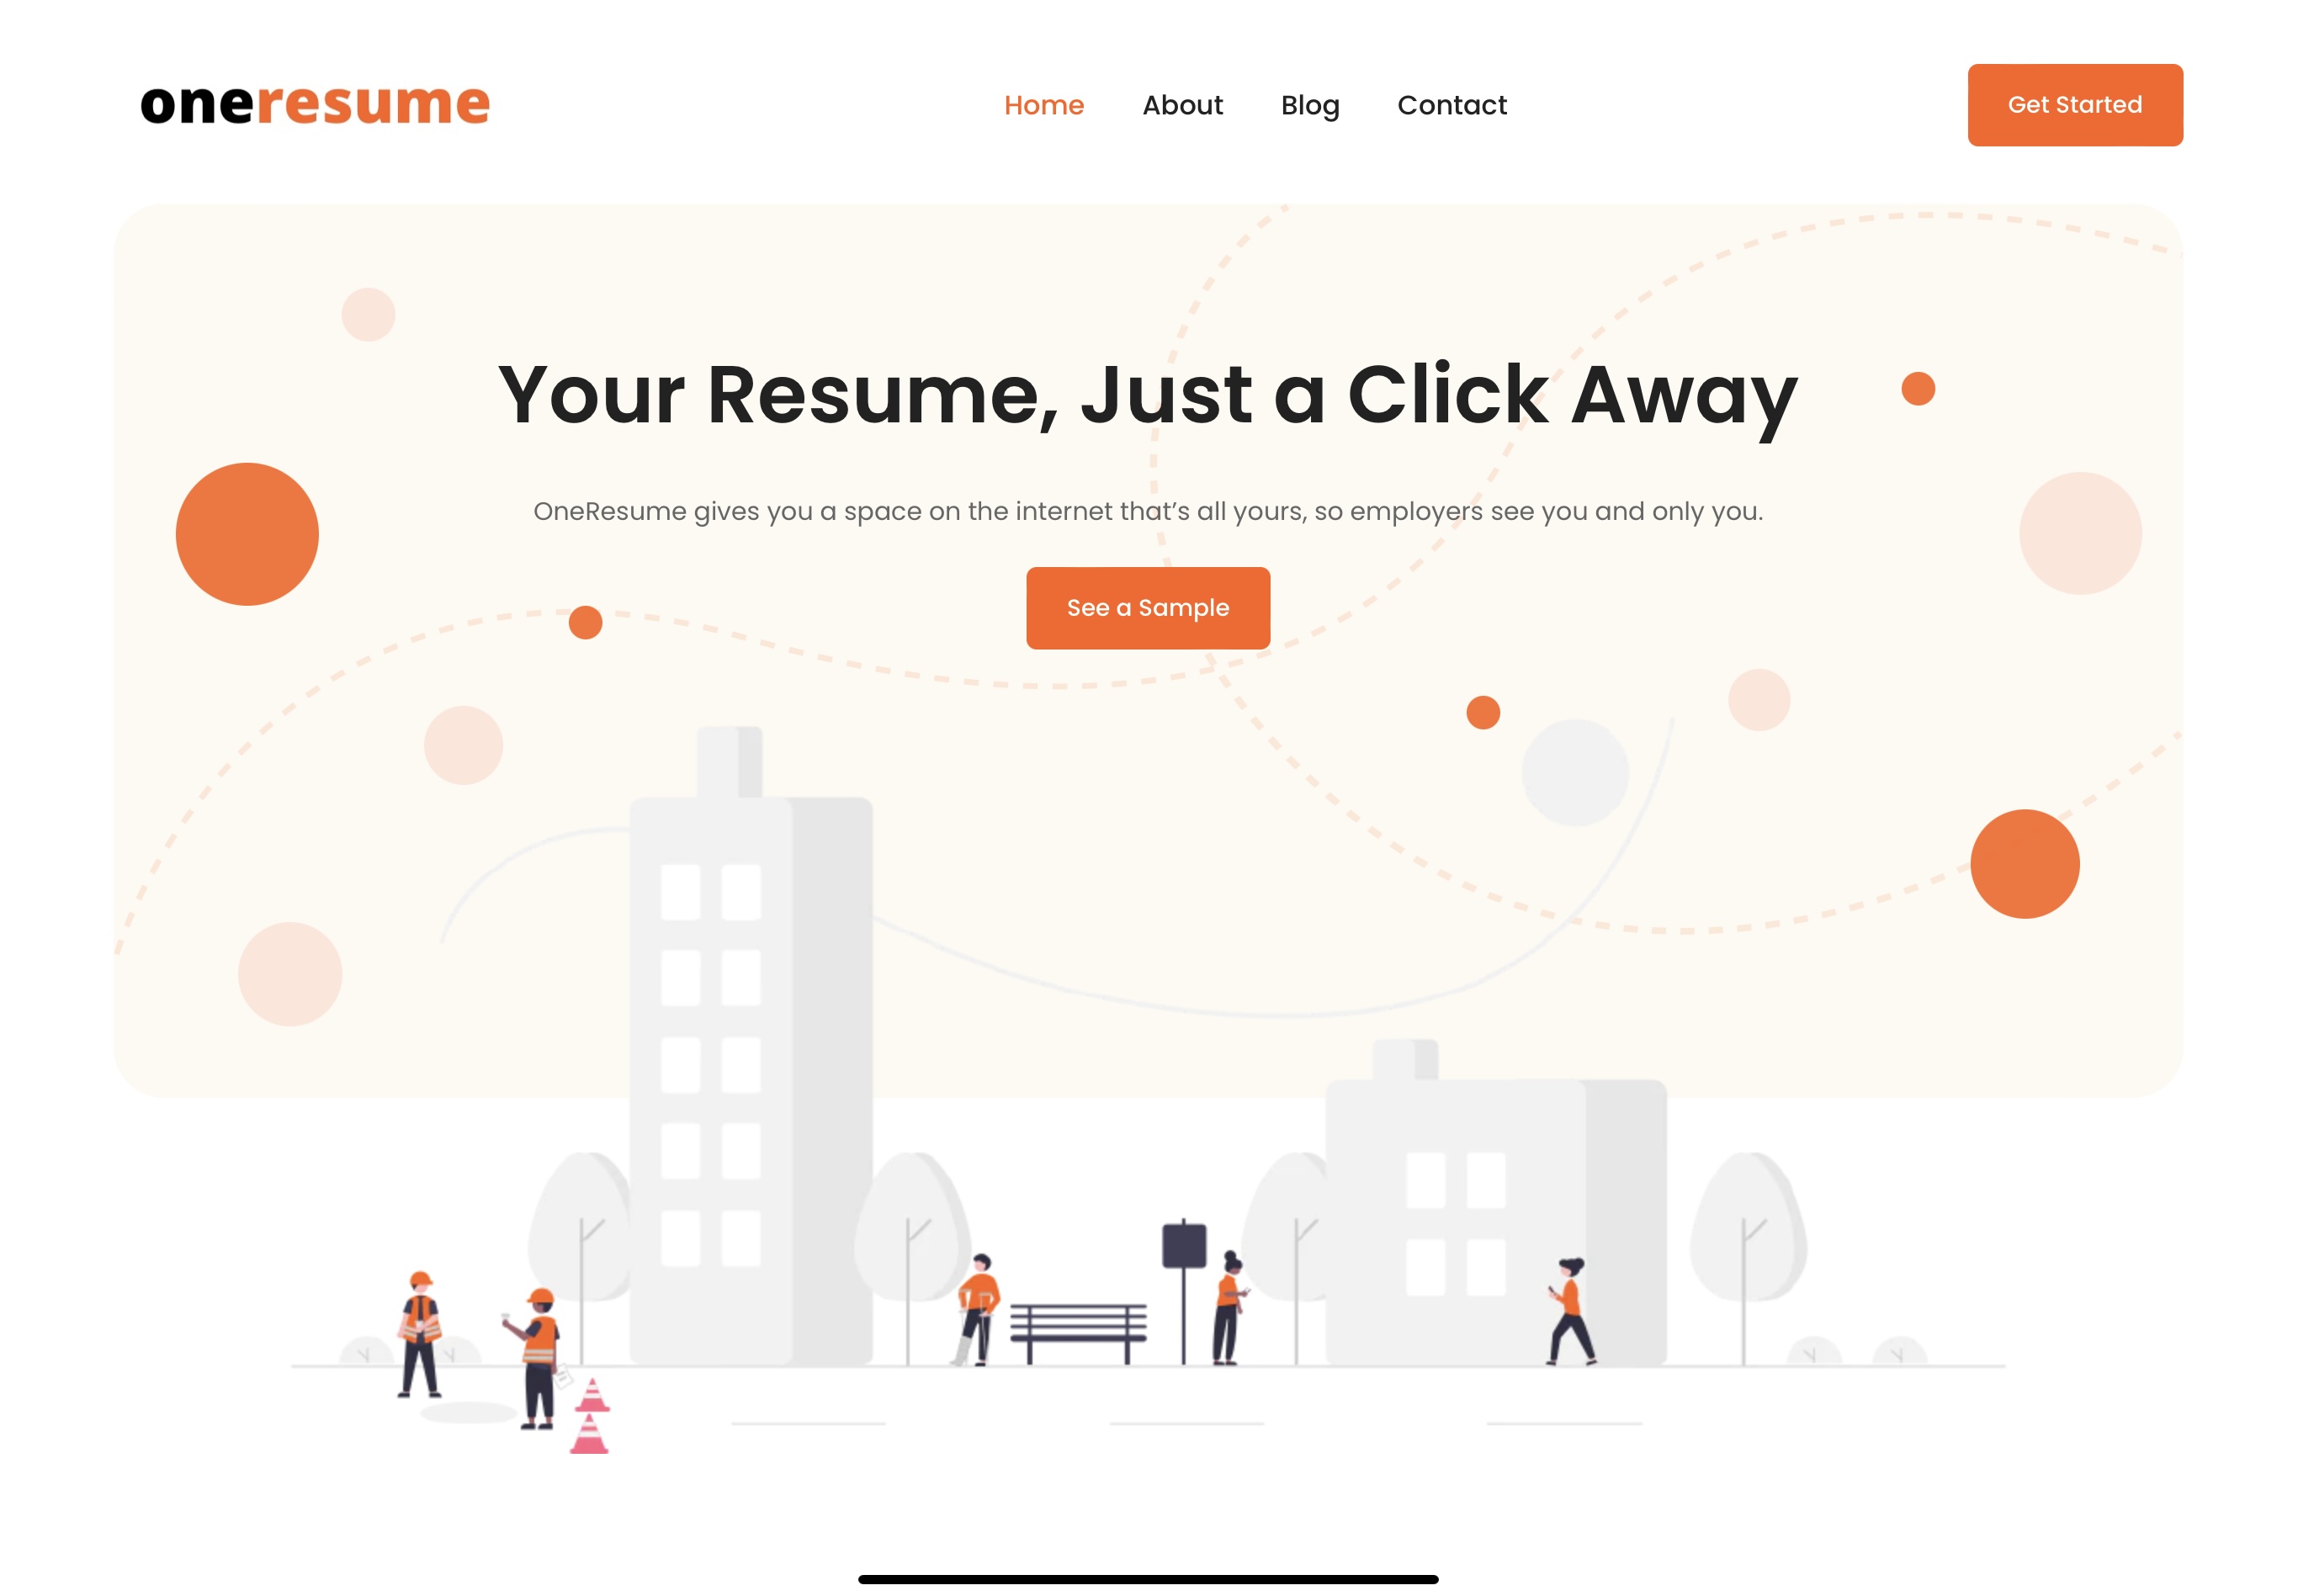 oneresume
Home About Blog Contact
Get Started
Your Resume, Just a Click Away
OneResume gives you a space on the internet that’s all yours, so employers see you and only you.
See a Sample